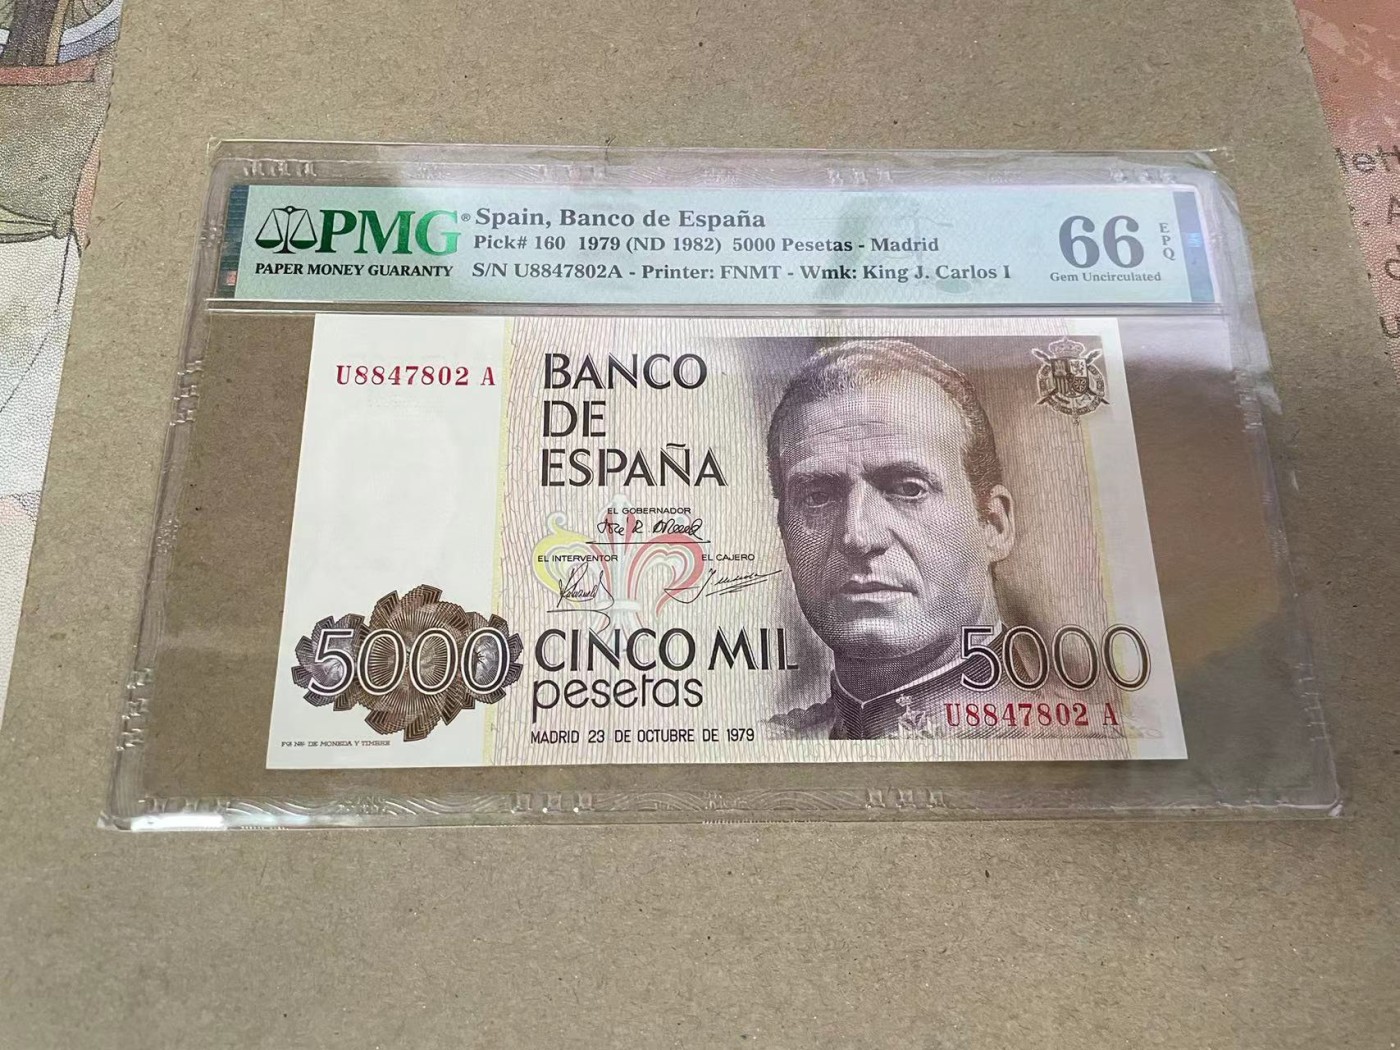 PMG® Spain, Banco de España
Pick# 160 1979 (ND 1982) 5000 Pesetas - Madrid
PAPER MONEY GUARANTY S/N U8847802A - Printer: FNMT - Wmk: King J. Carlos I
66 EPQ
Gem Uncirculated
U8847802 A
BANCO
DE
ESPAÑA
EL GOBERNADOR
EL INTERVENTOR EL CAJERO
5000 CINCO MIL 5000
pesetas
U8847802 A
MADRID 23 DE OCTUBRE DE 1979
DE MONEDA Y TIMBRE